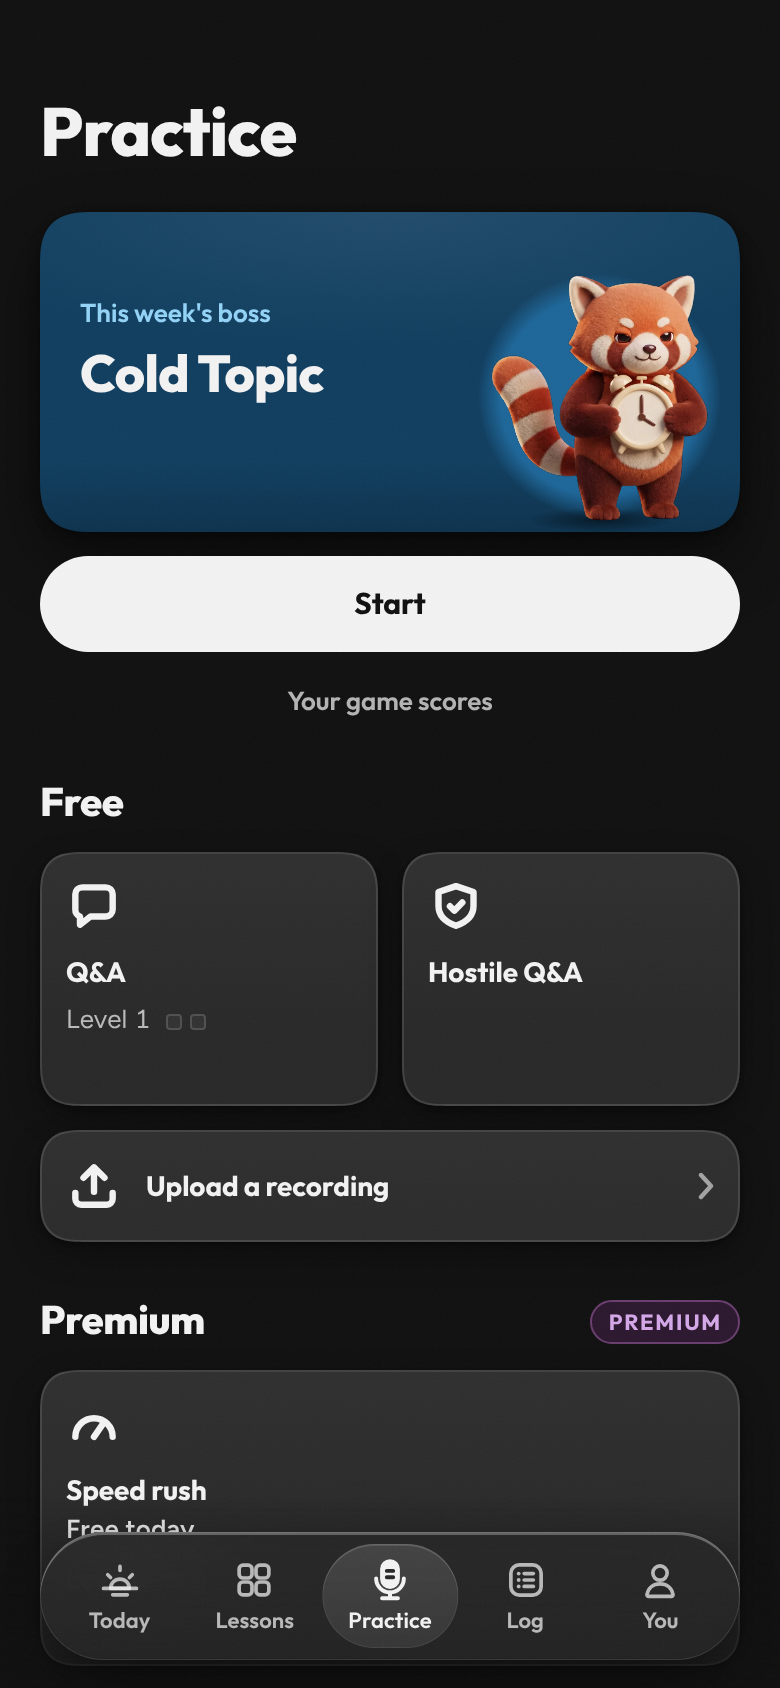 Practice
This week's boss
Cold Topic
Start
Your game scores
Free
Q&A
Level 1
Hostile Q&A
Upload a recording
Premium
PREMIUM
Speed rush
Free today
Today
Lessons
Practice
Log
You